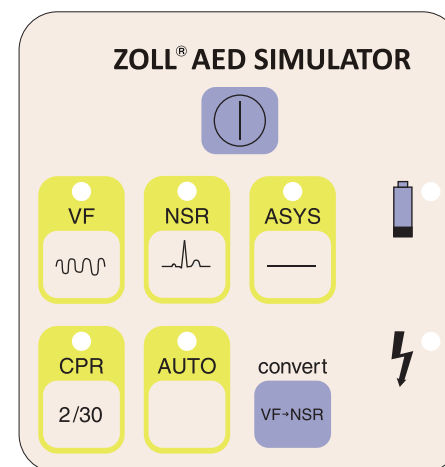 ZOLL® AED SIMULATOR
VF
NSR
ASYS
CPR
AUTO
convert
2/30
VF→NSR